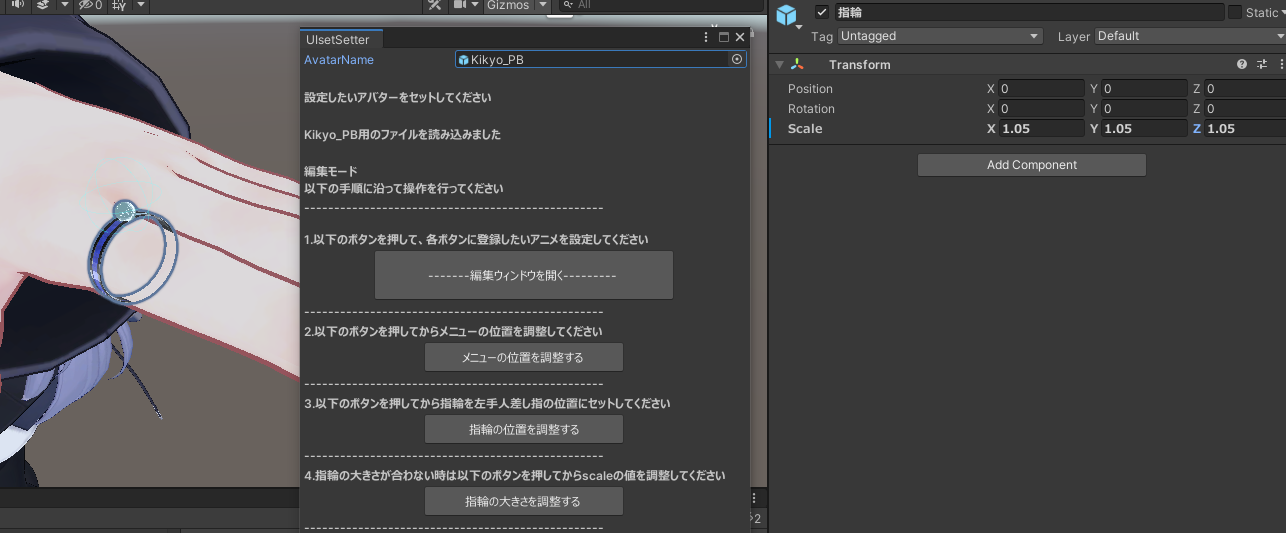 0
Gizmos
All
指輪
Static
Tag Untagged Layer Default
UIsetSetter
AvatarName Kikyo_PB
Transform
Position X 0 Y 0 Z 0
Rotation X 0 Y 0 Z 0
Scale X 1.05 Y 1.05 Z 1.05
Add Component
設定したいアバターをセットしてください
Kikyo_PB用のファイルを読み込みました
編集モード
以下の手順に沿って操作を行ってください
--------------------------------------------------
1.以下のボタンを押して、各ボタンに登録したいアニメを設定してください
-------編集ウィンドウを開く---------
--------------------------------------------------
2.以下のボタンを押してからメニューの位置を調整してください
メニューの位置を調整する
--------------------------------------------------
3.以下のボタンを押してから指輪を左手人差し指の位置にセットしてください
指輪の位置を調整する
--------------------------------------------------
4.指輪の大きさが合わない時は以下のボタンを押してからscaleの値を調整してください
指輪の大きさを調整する
--------------------------------------------------
2